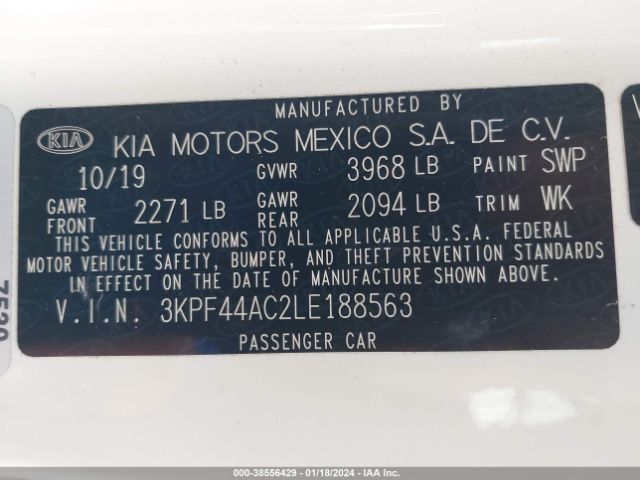 MANUFACTURED BY
KIA KIA MOTORS MEXICO S.A. DE C.V.
10/19 GVWR 3968 LB PAINT SWP
GAWR FRONT 2271 LB GAWR REAR 2094 LB TRIM WK
THIS VEHICLE CONFORMS TO ALL APPLICABLE U.S.A. FEDERAL
MOTOR VEHICLE SAFETY, BUMPER, AND THEFT PREVENTION STANDARDS
IN EFFECT ON THE DATE OF MANUFACTURE SHOWN ABOVE.
V.I.N. 3KPF44AC2LE188563
PASSENGER CAR
000-38556429 - 01/18/2024 - IAAI.com